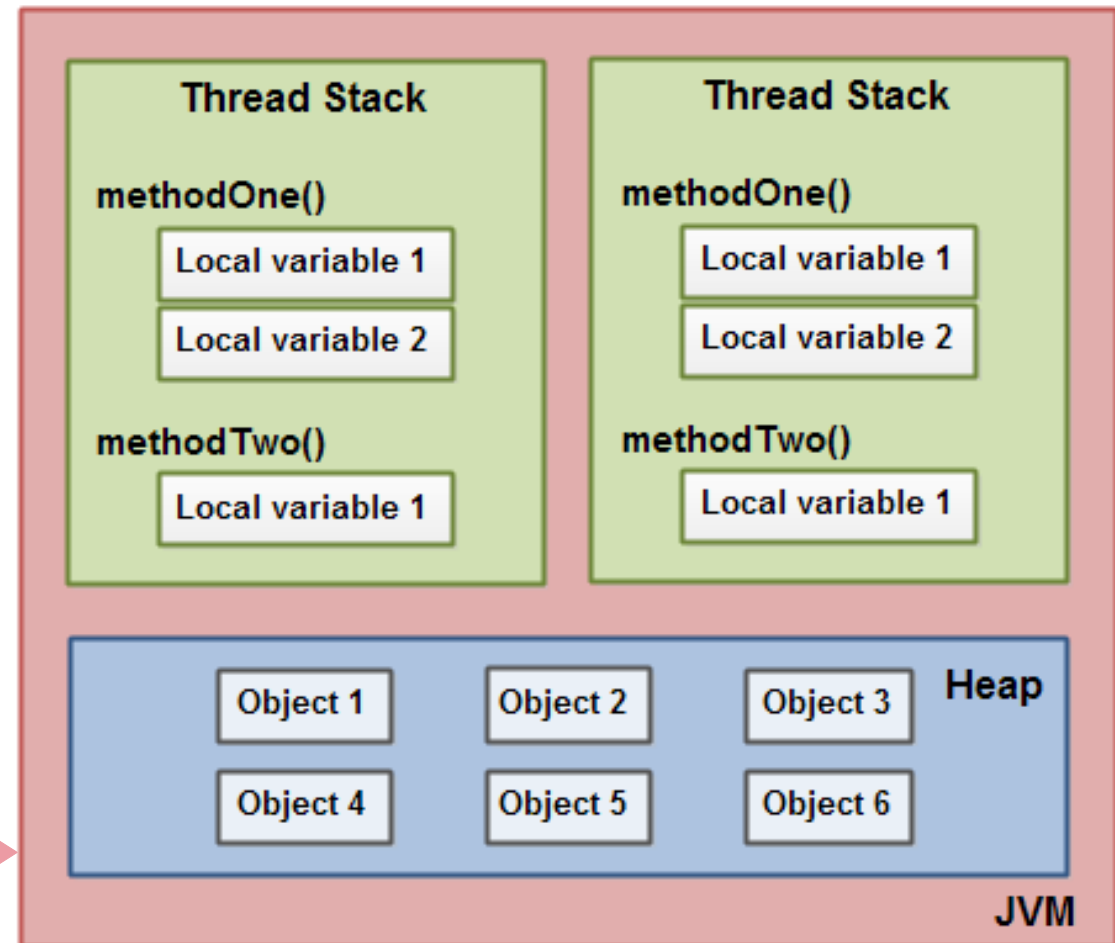 Thread Stack
methodOne()
Local variable 1
Local variable 2
methodTwo()
Local variable 1
Thread Stack
methodOne()
Local variable 1
Local variable 2
methodTwo()
Local variable 1
Heap
Object 1
Object 2
Object 3
Object 4
Object 5
Object 6
JVM